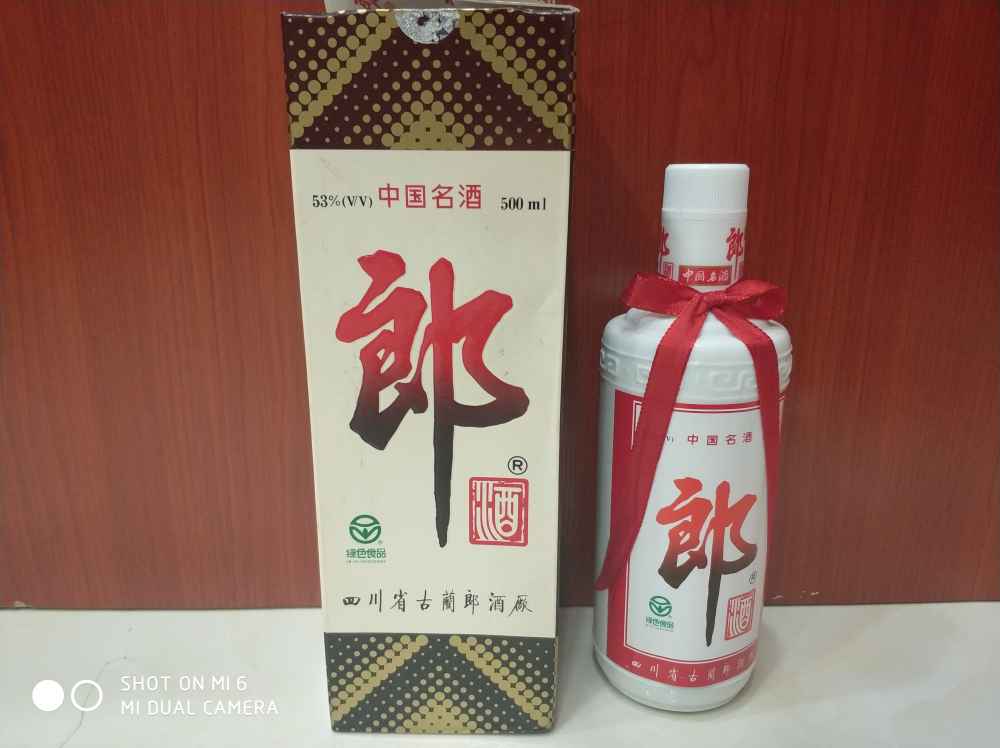 53%(V/V) 中国名酒 500 ml
郎
®
酒
绿色食品
四川省古蔺郎酒厂
郎
中国名酒
中国名酒
郎
®
酒
绿色食品
四川省古蔺郎酒厂
SHOT ON MI 6
MI DUAL CAMERA